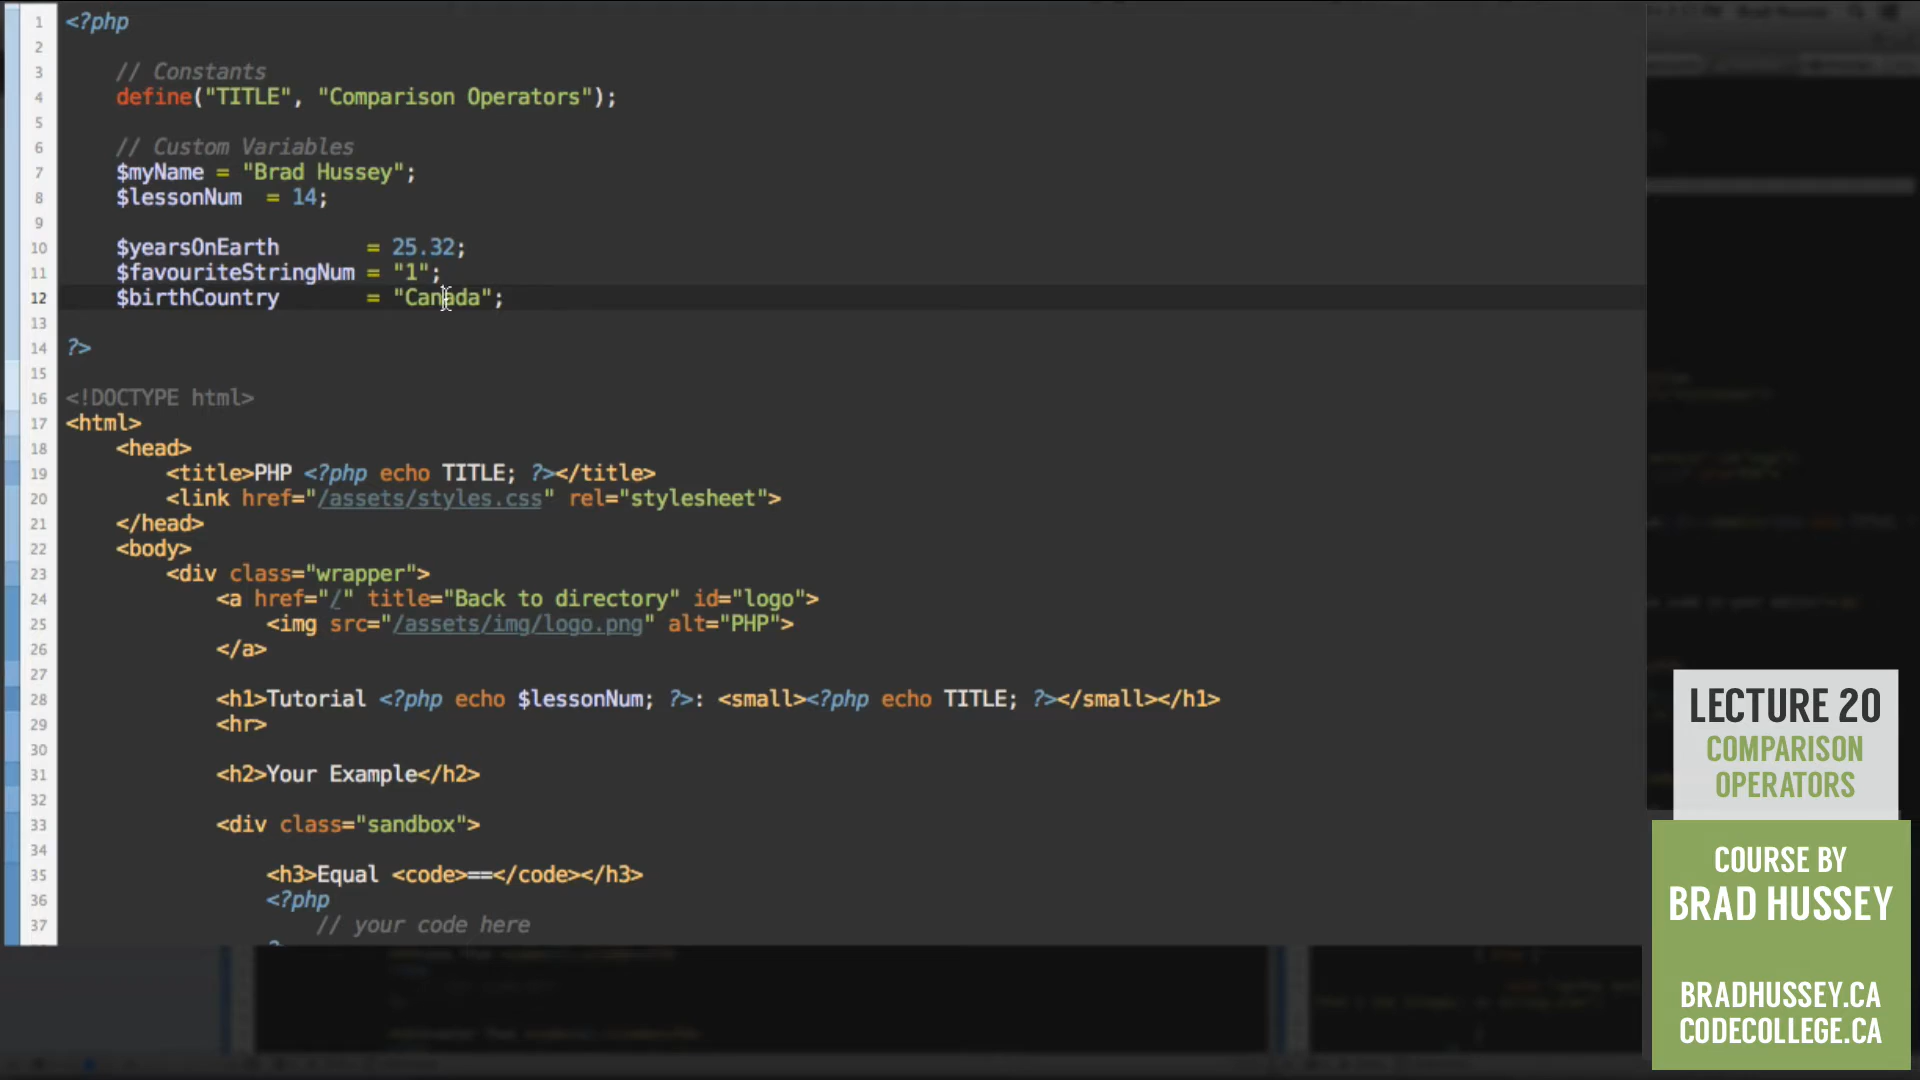 1 <?php
2
3 // Constants
4 define("TITLE", "Comparison Operators");
5
6 // Custom Variables
7 $myName = "Brad Hussey";
8 $lessonNum  = 14;
9
10 $yearsOnEarth       = 25.32;
11 $favouriteStringNum = "1";
12 $birthCountry       = "Canada";
13
14 ?>
15
16 <!DOCTYPE html>
17 <html>
18 <head>
19 <title>PHP <?php echo TITLE; ?></title>
20 <link href="/assets/styles.css" rel="stylesheet">
21 </head>
22 <body>
23 <div class="wrapper">
24 <a href="/" title="Back to directory" id="logo">
25 <img src="/assets/img/logo.png" alt="PHP">
26 </a>
27
28 <h1>Tutorial <?php echo $lessonNum; ?>: <small><?php echo TITLE; ?></small></h1>
29 <hr>
30
31 <h2>Your Example</h2>
32
33 <div class="sandbox">
34
35 <h3>Equal <code>==</code></h3>
36 <?php
37 // your code here
LECTURE 20
COMPARISON
OPERATORS
COURSE BY
BRAD HUSSEY
BRADHUSSEY.CA
CODECOLLEGE.CA